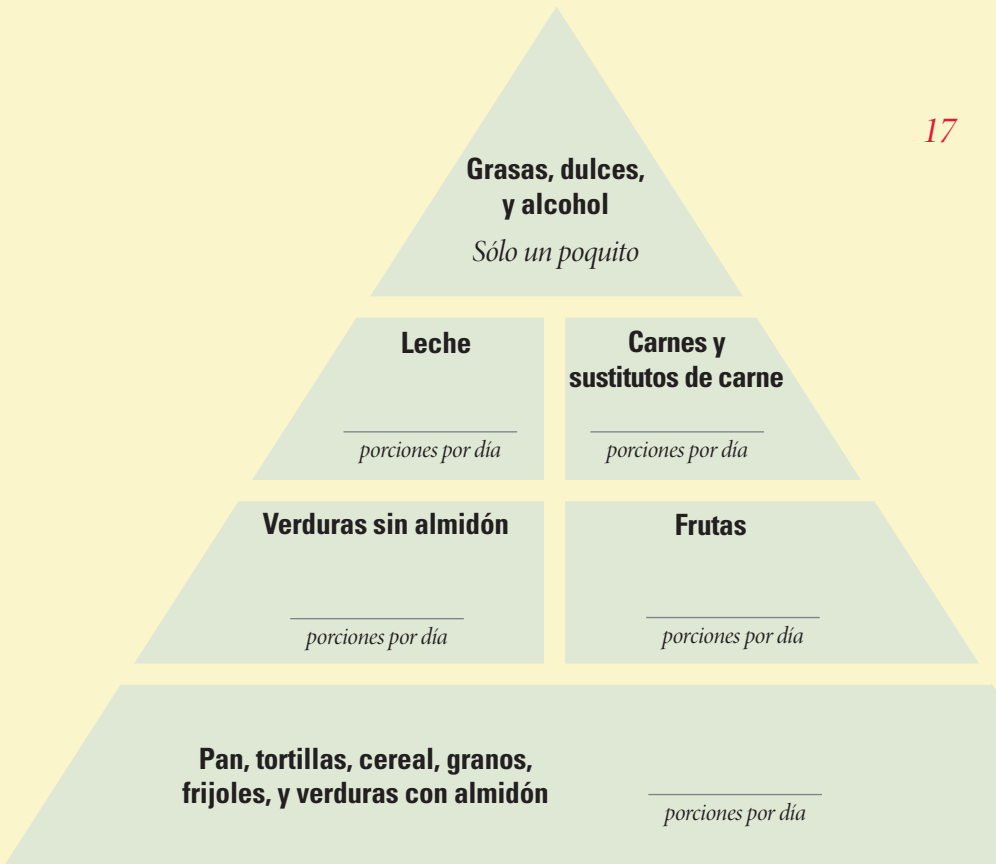 17
Grasas, dulces,
y alcohol
Sólo un poquito
Leche
porciones por día
Carnes y
sustitutos de carne
porciones por día
Verduras sin almidón
porciones por día
Frutas
porciones por día
Pan, tortillas, cereal, granos,
frijoles, y verduras con almidón
porciones por día